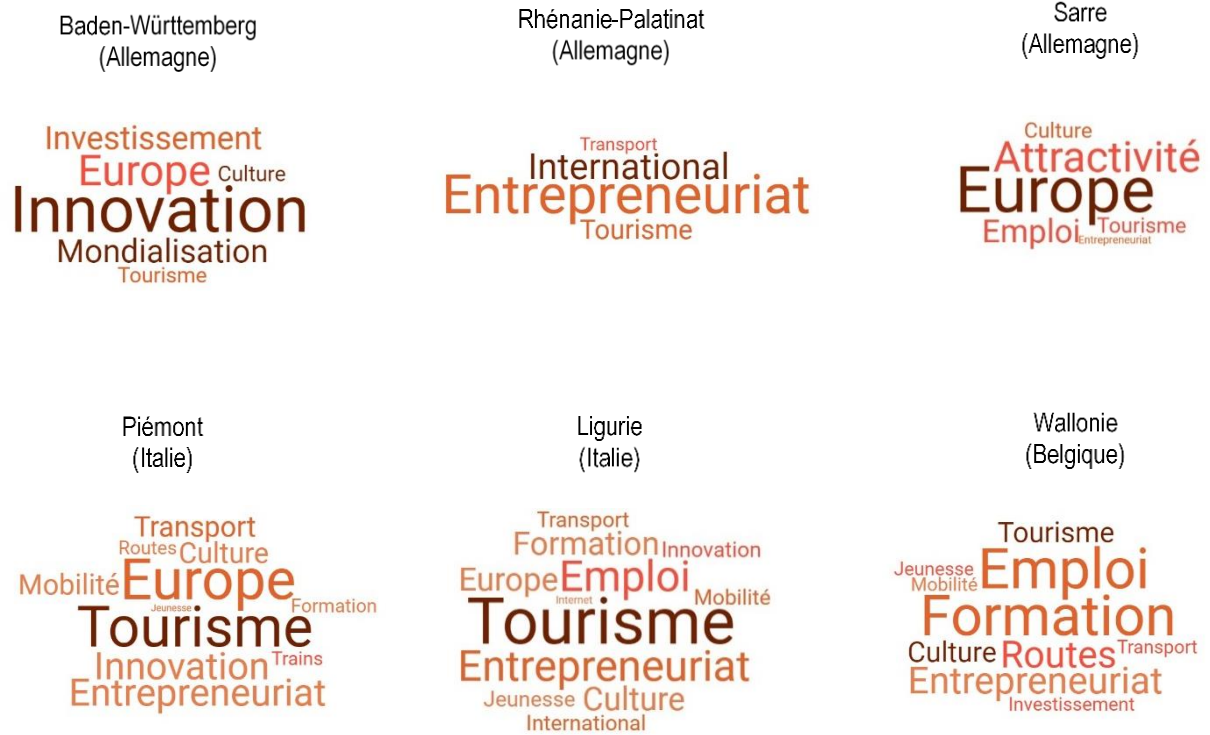 Baden-Württemberg
(Allemagne)
Investissement
Europe Culture
Innovation
Mondialisation
Tourisme
Rhénanie-Palatinat
(Allemagne)
Transport
International
Entrepreneuriat
Tourisme
Sarre
(Allemagne)
Culture
Attractivité
Europe
Emploi Tourisme
Entrepreneuriat
Piémont
(Italie)
Transport
Routes Culture
Mobilité Europe
Jeunesse Formation
Tourisme
Innovation Trains
Entrepreneuriat
Ligurie
(Italie)
Transport
Formation Innovation
Europe Emploi
Internet Mobilité
Tourisme
Entrepreneuriat
Jeunesse Culture
International
Wallonie
(Belgique)
Tourisme
Jeunesse Emploi
Mobilité
Formation
Culture Routes Transport
Entrepreneuriat
Investissement